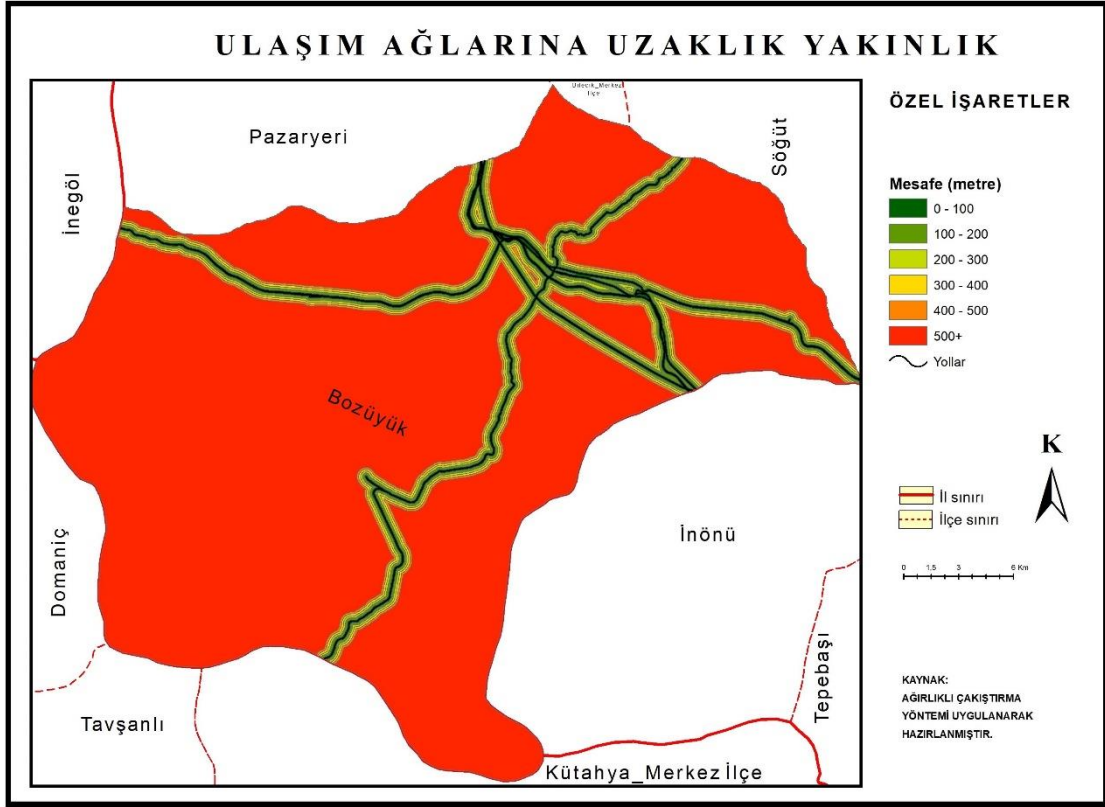 ULAŞIM AĞLARINA UZAKLIK YAKINLIK
ÖZEL İŞARETLER
Mesafe (metre)
0 - 100
100 - 200
200 - 300
300 - 400
400 - 500
500+
Yollar
K
İl sınırı
İlçe sınırı
0 1,5 3 6 Km
KAYNAK:
AĞIRLIKLI ÇAKIŞTIRMA
YÖNTEMİ UYGULANARAK
HAZIRLANMIŞTIR.
Bilecik_Merkez
İlçe
Pazaryeri
Söğüt
İnegöl
Bozüyük
İnönü
Domaniç
Tepebaşı
Tavşanlı
Kütahya_Merkez İlçe